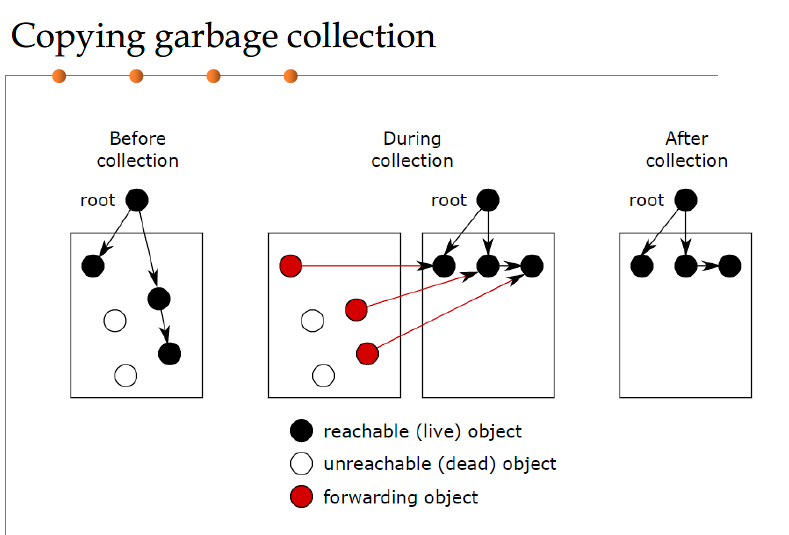 Copying garbage collection
Before
collection
During
collection
After
collection
root
root
root
reachable (live) object
unreachable (dead) object
forwarding object